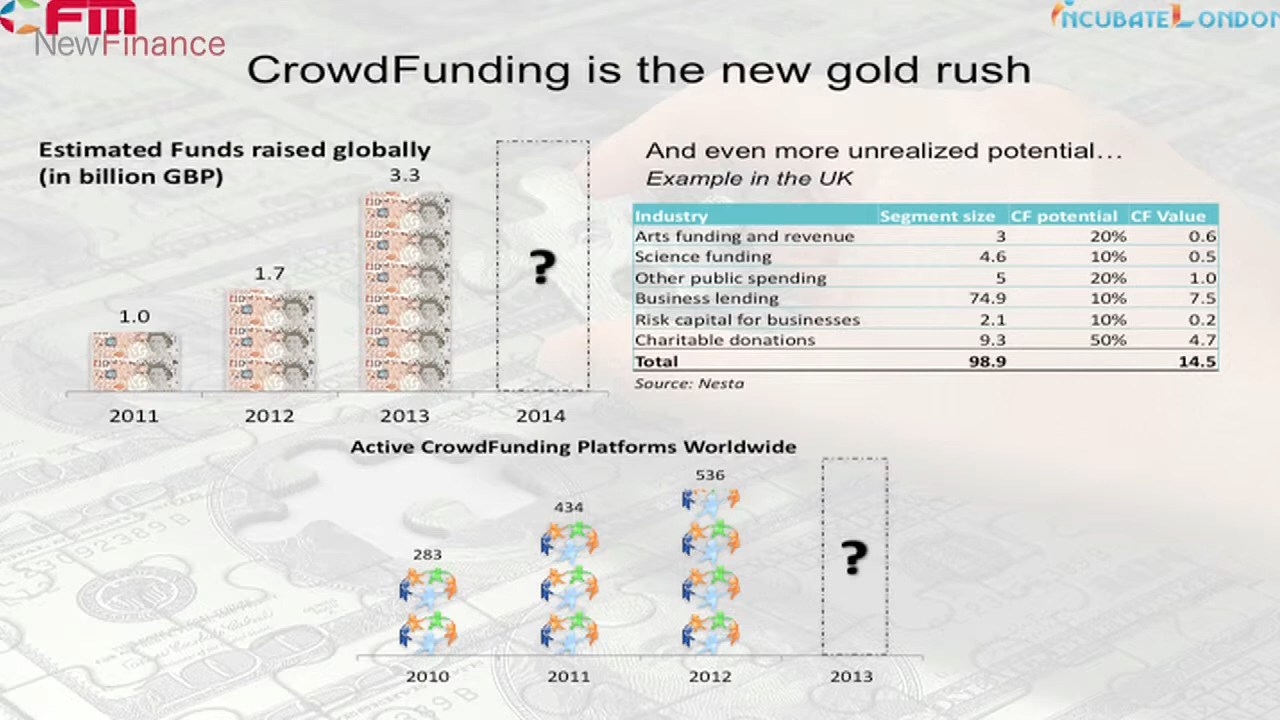 CFM
NewFinance
INCUBATE LONDON
CrowdFunding is the new gold rush
Estimated Funds raised globally
(in billion GBP)
1.0
1.7
3.3
?
2011
2012
2013
2014
And even more unrealized potential…
Example in the UK
Industry Segment size CF potential CF Value
Arts funding and revenue 3 20% 0.6
Science funding 4.6 10% 0.5
Other public spending 5 20% 1.0
Business lending 74.9 10% 7.5
Risk capital for businesses 2.1 10% 0.2
Charitable donations 9.3 50% 4.7
Total 98.9 14.5
Source: Nesta
Active CrowdFunding Platforms Worldwide
283
434
536
?
2010
2011
2012
2013